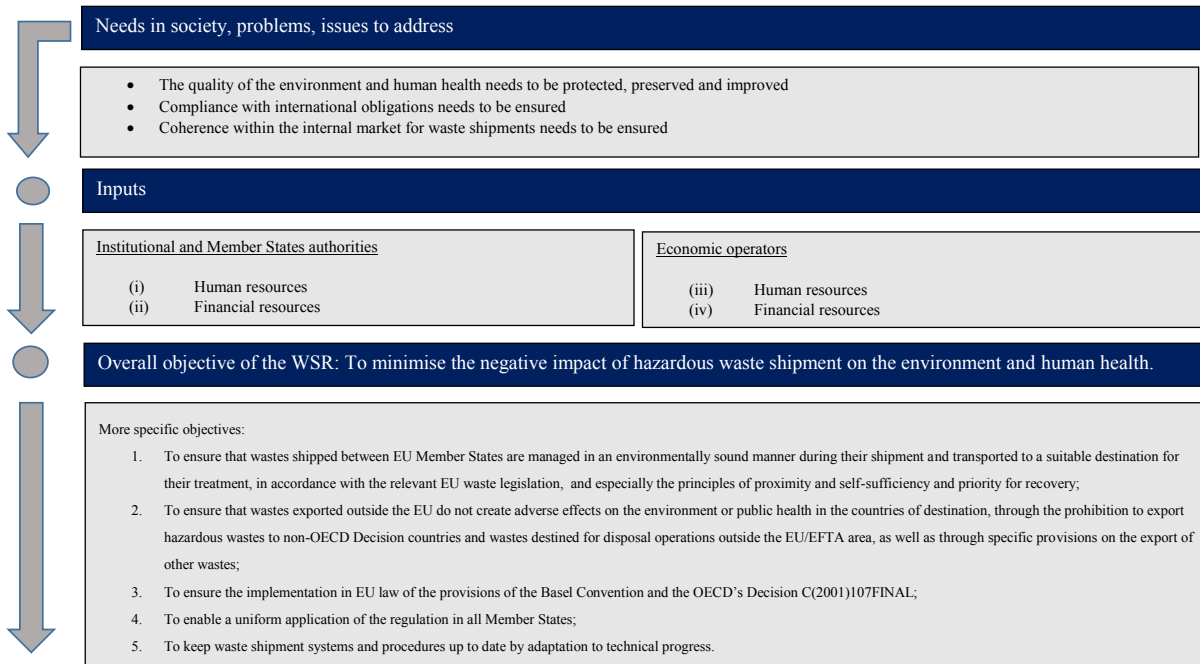 Needs in society, problems, issues to address
• The quality of the environment and human health needs to be protected, preserved and improved
• Compliance with international obligations needs to be ensured
• Coherence within the internal market for waste shipments needs to be ensured
Inputs
Institutional and Member States authorities
(i) Human resources
(ii) Financial resources
Economic operators
(iii) Human resources
(iv) Financial resources
Overall objective of the WSR: To minimise the negative impact of hazardous waste shipment on the environment and human health.
More specific objectives:
1. To ensure that wastes shipped between EU Member States are managed in an environmentally sound manner during their shipment and transported to a suitable destination for
their treatment, in accordance with the relevant EU waste legislation, and especially the principles of proximity and self-sufficiency and priority for recovery;
2. To ensure that wastes exported outside the EU do not create adverse effects on the environment or public health in the countries of destination, through the prohibition to export
hazardous wastes to non-OECD Decision countries and wastes destined for disposal operations outside the EU/EFTA area, as well as through specific provisions on the export of
other wastes;
3. To ensure the implementation in EU law of the provisions of the Basel Convention and the OECD's Decision C(2001)107FINAL;
4. To enable a uniform application of the regulation in all Member States;
5. To keep waste shipment systems and procedures up to date by adaptation to technical progress.